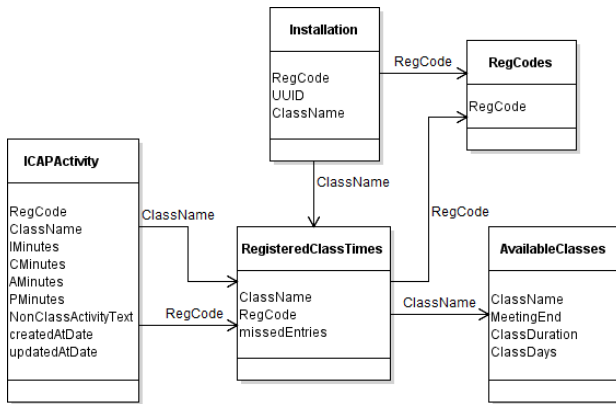 Installation
RegCode
UUID
ClassName
RegCode
RegCodes
RegCode
ICAPActivity
RegCode
ClassName
IMinutes
CMinutes
AMinutes
PMinutes
NonClassActivityText
createdAtDate
updatedAtDate
ClassName
RegCode
ClassName
RegisteredClassTimes
ClassName
RegCode
missedEntries
RegCode
ClassName
AvailableClasses
ClassName
MeetingEnd
ClassDuration
ClassDays